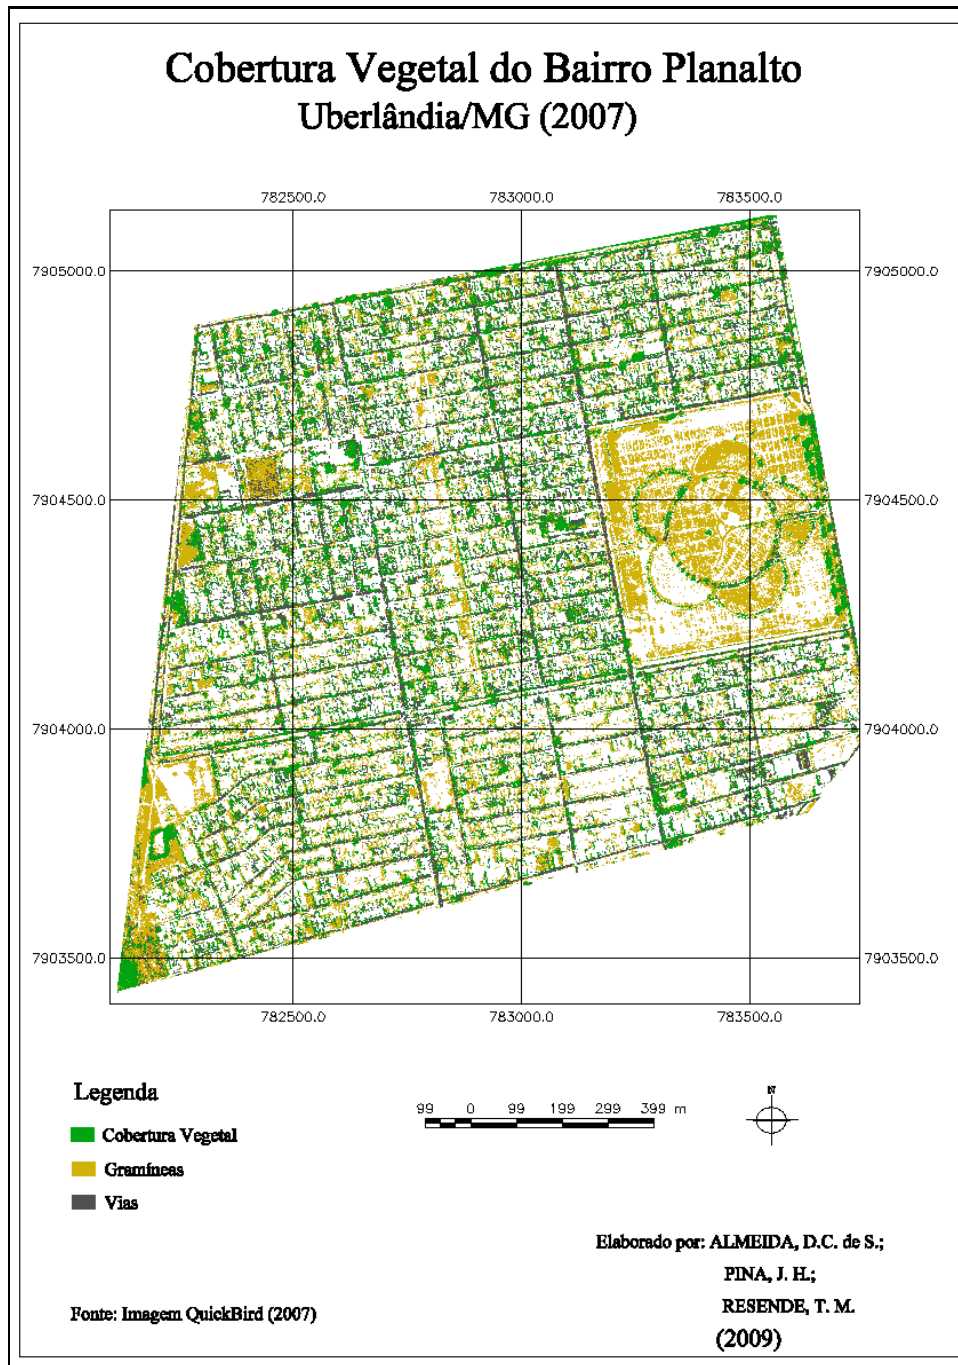 Cobertura Vegetal do Bairro Planalto
Uberlândia/MG (2007)
782500.0 783000.0 783500.0
7905000.0 7905000.0
7904500.0 7904500.0
7904000.0 7904000.0
7903500.0 7903500.0
782500.0 783000.0 783500.0
Legenda
Cobertura Vegetal
Gramíneas
Vias
99 0 99 199 299 399 m
N
Elaborado por: ALMEIDA, D.C. de S.;
PINA, J. H.;
RESENDE, T. M.
(2009)
Fonte: Imagem QuickBird (2007)